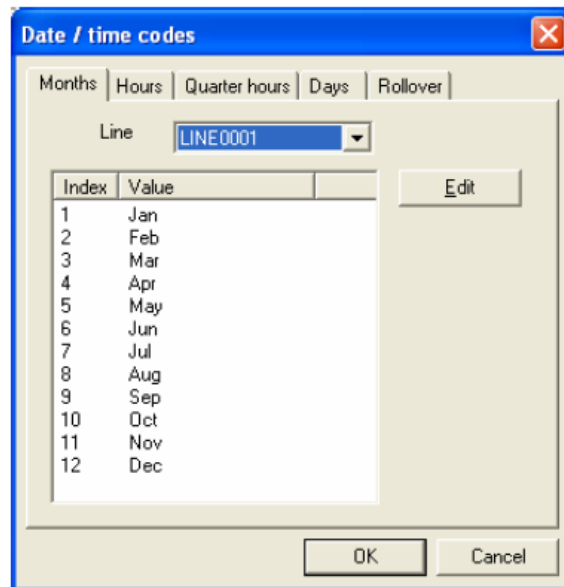 Date / time codes
Months Hours Quarter hours Days Rollover
Line LINE0001
Index Value Edit
1 Jan
2 Feb
3 Mar
4 Apr
5 May
6 Jun
7 Jul
8 Aug
9 Sep
10 Oct
11 Nov
12 Dec
OK Cancel